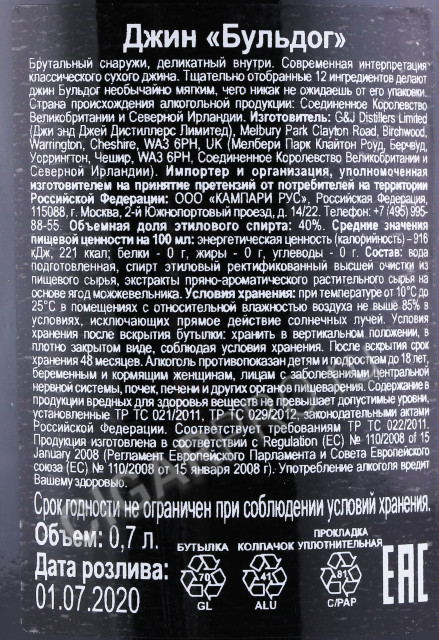 Джин «Бульдог»
Брутальный снаружи, деликатный внутри. Современная интерпретация
классического сухого джина. Тщательно отобранные 12 ингредиентов делают
джин Бульдог необычайно мягким, чего никак не ожидаешь от его упаковки.
Страна происхождения алкогольной продукции: Соединенное Королевство
Великобритании и Северной Ирландии. Изготовитель: G&J Distillers Limited
(Джи энд Джей Дистиллерс Лимитед), Melbury Park Clayton Road, Birchwood,
Warrington, Cheshire, WA3 6PH, UK (Мелбери Парк Клайтон Роуд, Берчвуд,
Уоррингтон, Чешир, WA3 6PH, Соединенное Королевство Великобритании и
Северной Ирландии). Импортер и организация, уполномоченная
изготовителем на принятие претензий от потребителей на территории
Российской Федерации: ООО «КАМПАРИ РУС», Российская Федерация,
115088, г. Москва, 2-й Южнопортовый проезд, д. 14/22. Телефон: +7 (495) 995-
88-55. Объемная доля этилового спирта: 40%. Средние значения
пищевой ценности на 100 мл: энергетическая ценность (калорийность) – 916
кДж, 221 ккал; белки - 0 г, жиры - 0 г, углеводы - 0 г. Состав: вода
подготовленная, спирт этиловый ректификованный высшей очистки из
пищевого сырья, экстракты пряно-ароматического растительного сырья на
основе ягод можжевельника. Условия хранения: при температуре от 10°С до
25°С в помещениях с относительной влажностью воздуха не выше 85% в
условиях, исключающих прямое действие солнечных лучей. Условия
хранения после вскрытия бутылки: хранить в вертикальном положении, в
плотно закрытом виде, соблюдая условия хранения. После вскрытия срок
хранения 48 месяцев. Алкоголь противопоказан детям и подросткам до 18 лет,
беременным и кормящим женщинам, лицам с заболеваниями центральной
нервной системы, почек, печени и других органов пищеварения. Содержание в
продукции вредных для здоровья веществ не превышает допустимые уровни,
установленные ТР ТС 021/2011, ТР ТС 029/2012, законодательными актами
Российской Федерации. Соответствует требованиям ТР ТС 022/2011.
Продукция изготовлена в соответствии с Regulation (EC) № 110/2008 of 15
January 2008 (Регламент Европейского Парламента и Совета Европейского
союза (ЕС) № 110/2008 от 15 января 2008 г). Употребление алкоголя вредит
Вашему здоровью.
Срок годности не ограничен при соблюдении условий хранения.
Объем: 0,7 л.
Дата розлива:
01.07.2020
БУТЫЛКА
70
GL
КОЛПАЧОК
41
ALU
ПРОКЛАДКА
УПЛОТНИТЕЛЬНАЯ
81
C/PAP
EAC